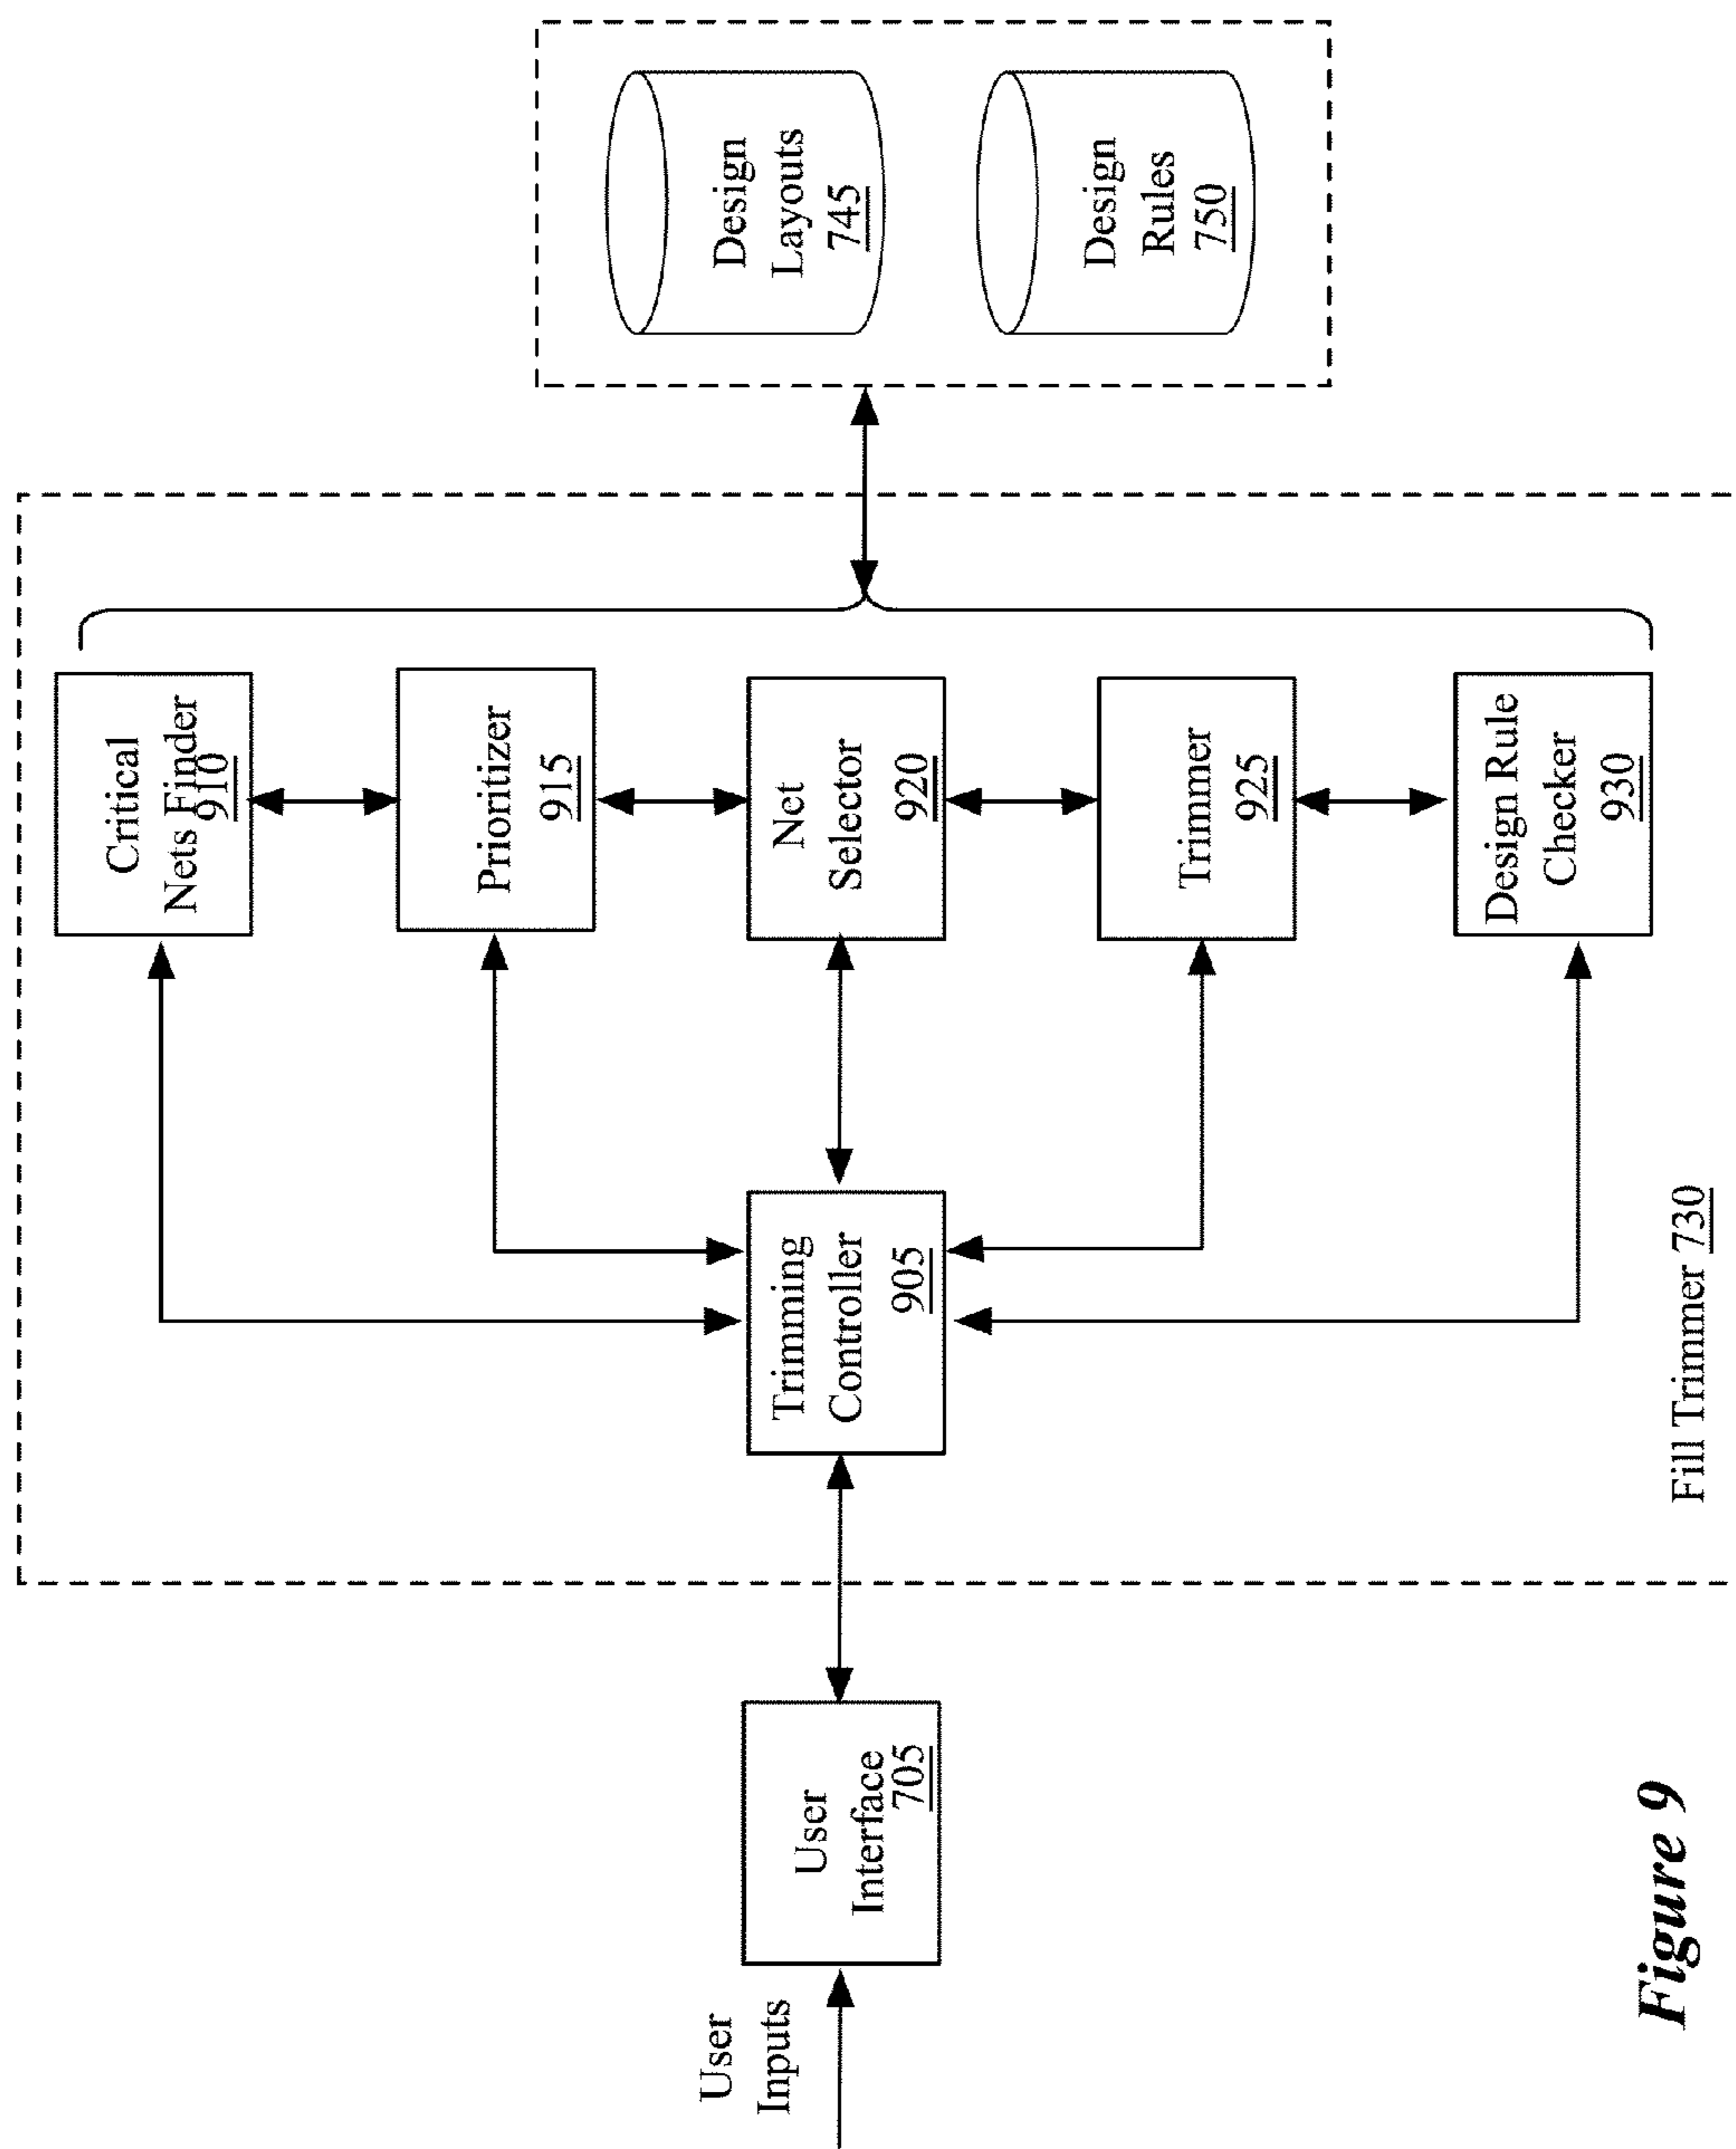 User
Inputs
User
Interface
705
Trimming
Controller
905
Critical
Nets Finder
910
Prioritizer
915
Net
Selector
920
Trimmer
925
Design Rule
Checker
930
Fill Trimmer 730
Design
Layouts
745
Design
Rules
750
Figure 9